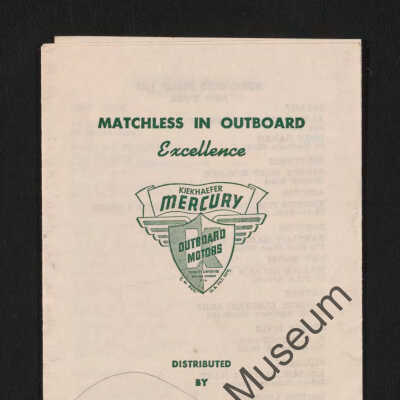 MATCHLESS IN OUTBOARD
Excellence
KIEKHAEFER
MERCURY
OUTBOARD
MOTORS
DISTRIBUTED
BY
Museum